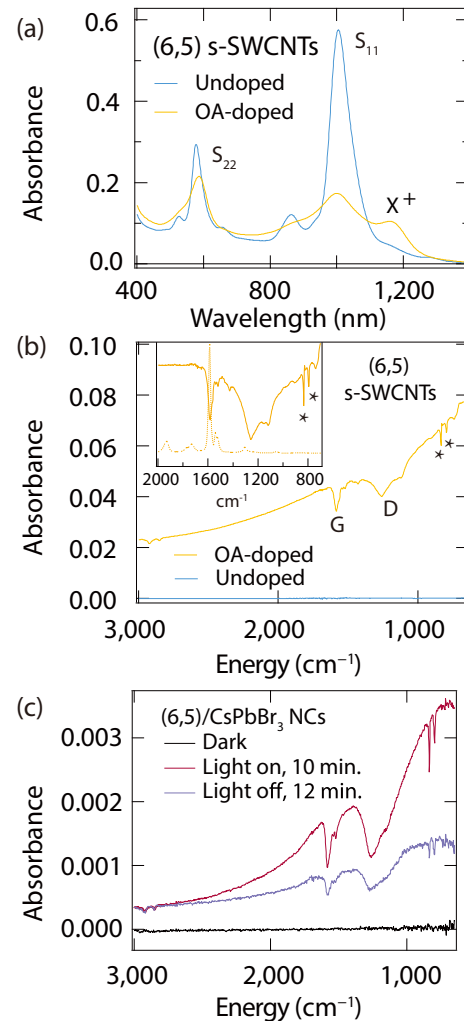 (a)
(6,5) s-SWCNTs
Undoped
OA-doped
S₁₁
S₂₂
X⁺
0.6
0.4
0.2
0.0
Absorbance
400
800
1,200
Wavelength (nm)
(b)
0.10
0.08
0.06
0.04
0.02
0.00
Absorbance
2000
1600
1200
800
cm⁻¹
*
*
(6,5)
s-SWCNTs
*
*
G
D
OA-doped
Undoped
3,000
2,000
1,000
Energy (cm⁻¹)
(c)
(6,5)/CsPbBr₃ NCs
Dark
Light on, 10 min.
Light off, 12 min.
0.003
0.002
0.001
0.000
Absorbance
3,000
2,000
1,000
Energy (cm⁻¹)